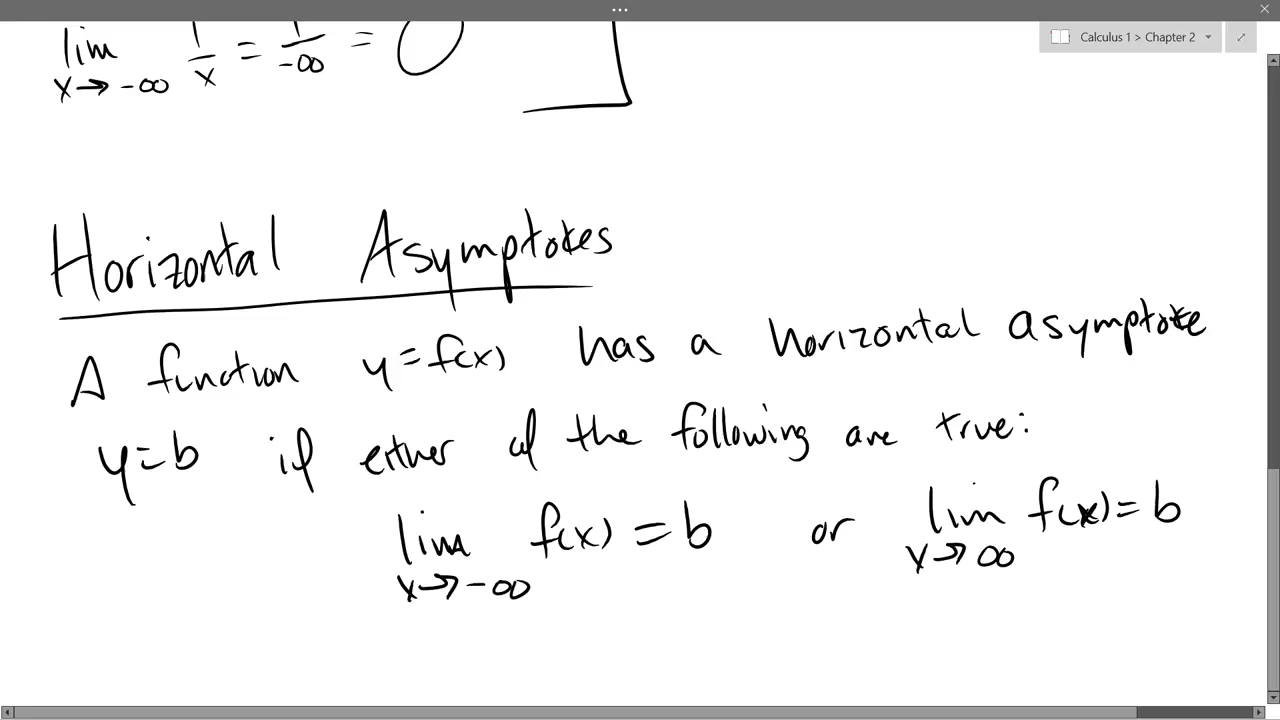 Calculus 1 > Chapter 2
lim 1/x = 1/-∞ = 0
x→-∞
Horizontal Asymptotes
A function y=f(x) has a horizontal asymptote
y=b if either of the following are true:
lim f(x) = b or lim f(x) = b
x→-∞ x→∞